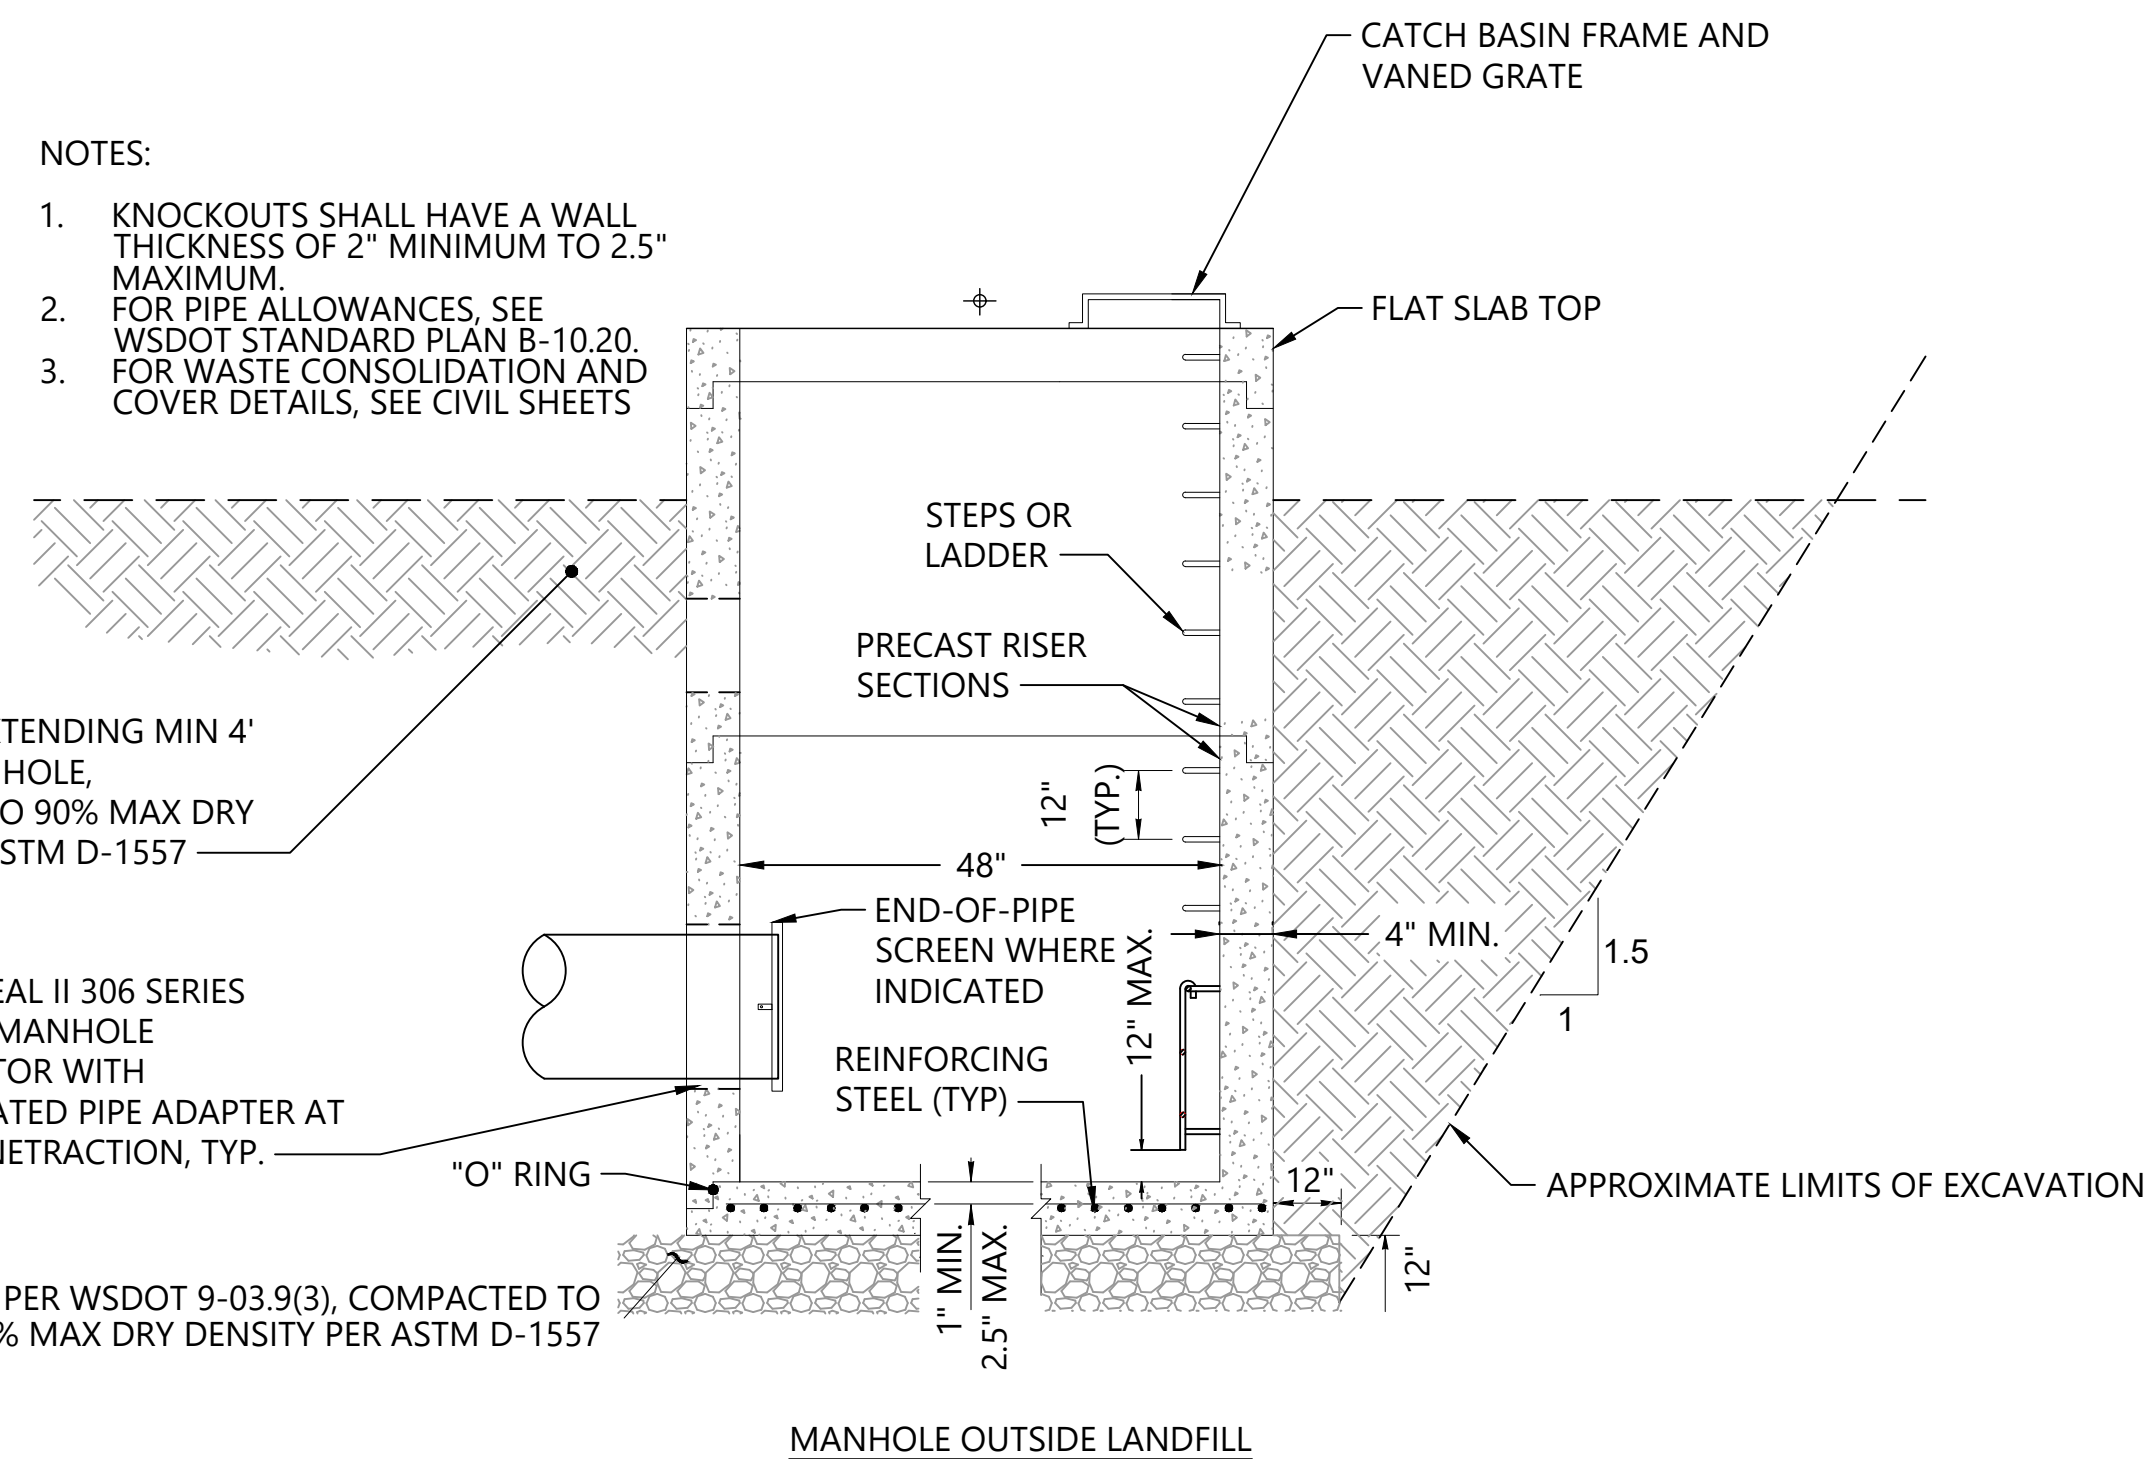 CATCH BASIN FRAME AND
VANED GRATE
NOTES:
1. KNOCKOUTS SHALL HAVE A WALL
THICKNESS OF 2" MINIMUM TO 2.5"
MAXIMUM.
2. FOR PIPE ALLOWANCES, SEE
WSDOT STANDARD PLAN B-10.20.
3. FOR WASTE CONSOLIDATION AND
COVER DETAILS, SEE CIVIL SHEETS
FLAT SLAB TOP
STEPS OR
LADDER
PRECAST RISER
SECTIONS
TENDING MIN 4'
HOLE,
O 90% MAX DRY
STM D-1557
12"
(TYP.)
48"
END-OF-PIPE
SCREEN WHERE
INDICATED
12" MAX.
4" MIN.
1.5
1
EAL II 306 SERIES
MANHOLE
TOR WITH
ATED PIPE ADAPTER AT
NETRACTION, TYP.
REINFORCING
STEEL (TYP)
"O" RING
12"
APPROXIMATE LIMITS OF EXCAVATION
12"
1" MIN.
2.5" MAX.
PER WSDOT 9-03.9(3), COMPACTED TO
% MAX DRY DENSITY PER ASTM D-1557
MANHOLE OUTSIDE LANDFILL